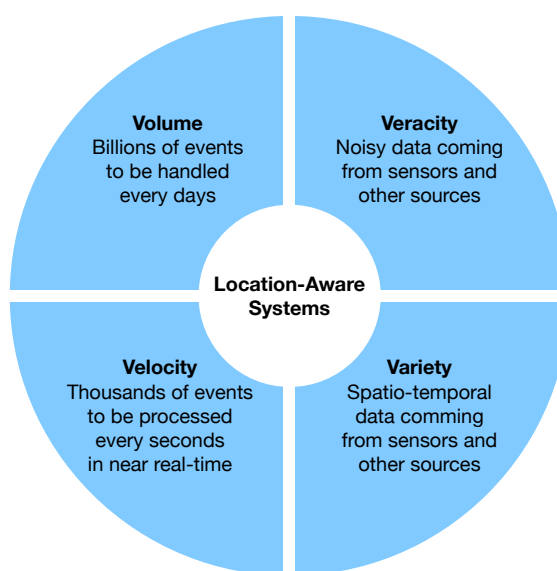 Volume
Billions of events
to be handled
every days
Veracity
Noisy data coming
from sensors and
other sources
Location-Aware
Systems
Velocity
Thousands of events
to be processed
every seconds
in near real-time
Variety
Spatio-temporal
data comming
from sensors and
other sources